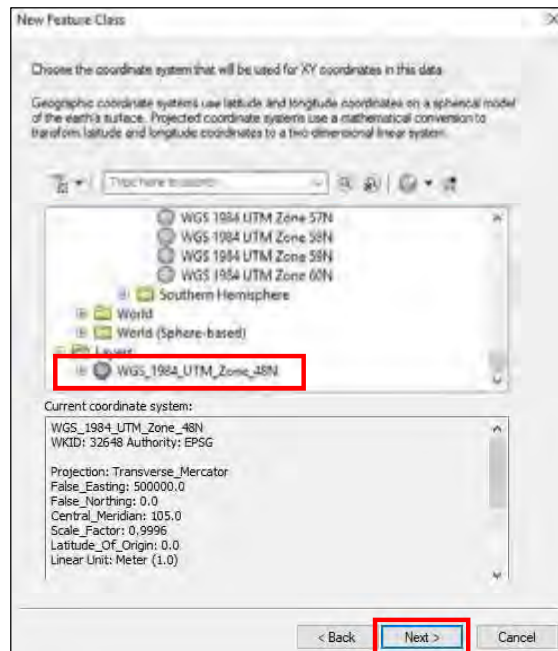 New Feature Class
Choose the coordinate system that will be used for XY coordinates in this data
Geographic coordinate systems use latitude and longitude coordinates on a spherical model
of the earth's surface. Projected coordinate systems use a mathematical conversion to
transform latitude and longitude coordinates to a two-dimensional linear system.
Type here to search
WGS 1984 UTM Zone 57N
WGS 1984 UTM Zone 58N
WGS 1984 UTM Zone 59N
WGS 1984 UTM Zone 60N
Southern Hemisphere
World
World (Sphere-based)
Layers
WGS_1984_UTM_Zone_48N
Current coordinate system:
WGS_1984_UTM_Zone_48N
WKID: 32648 Authority: EPSG
Projection: Transverse_Mercator
False_Easting: 500000.0
False_Northing: 0.0
Central_Meridian: 105.0
Scale_Factor: 0.9996
Latitude_Of_Origin: 0.0
Linear Unit: Meter (1.0)
< Back Next > Cancel